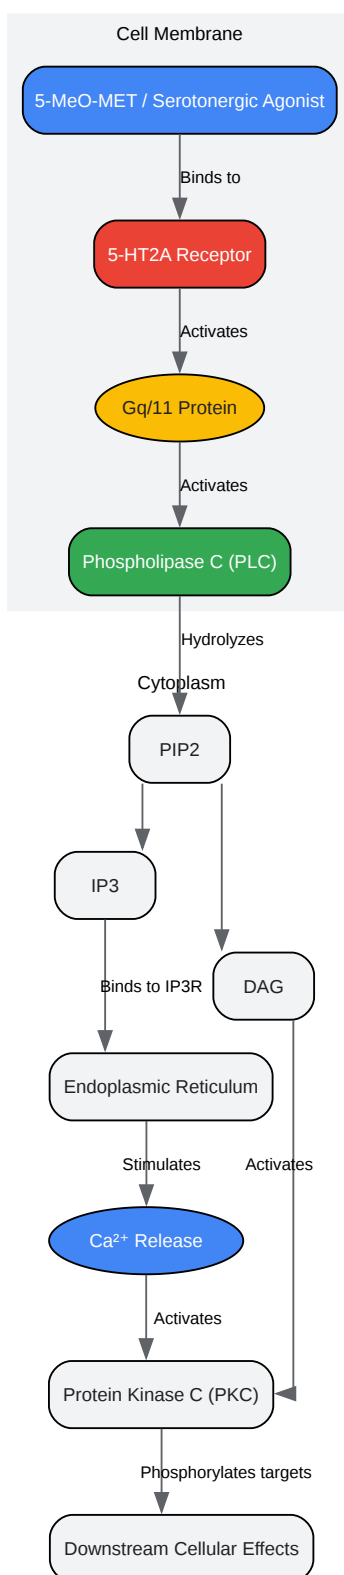 Cell Membrane
5-MeO-MET / Serotonergic Agonist
Binds to
5-HT2A Receptor
Activates
Gq/11 Protein
Activates
Phospholipase C (PLC)
Hydrolyzes
Cytoplasm
PIP2
IP3
Binds to IP3R
DAG
Endoplasmic Reticulum
Stimulates
Activates
Ca²⁺ Release
Activates
Protein Kinase C (PKC)
Phosphorylates targets
Downstream Cellular Effects